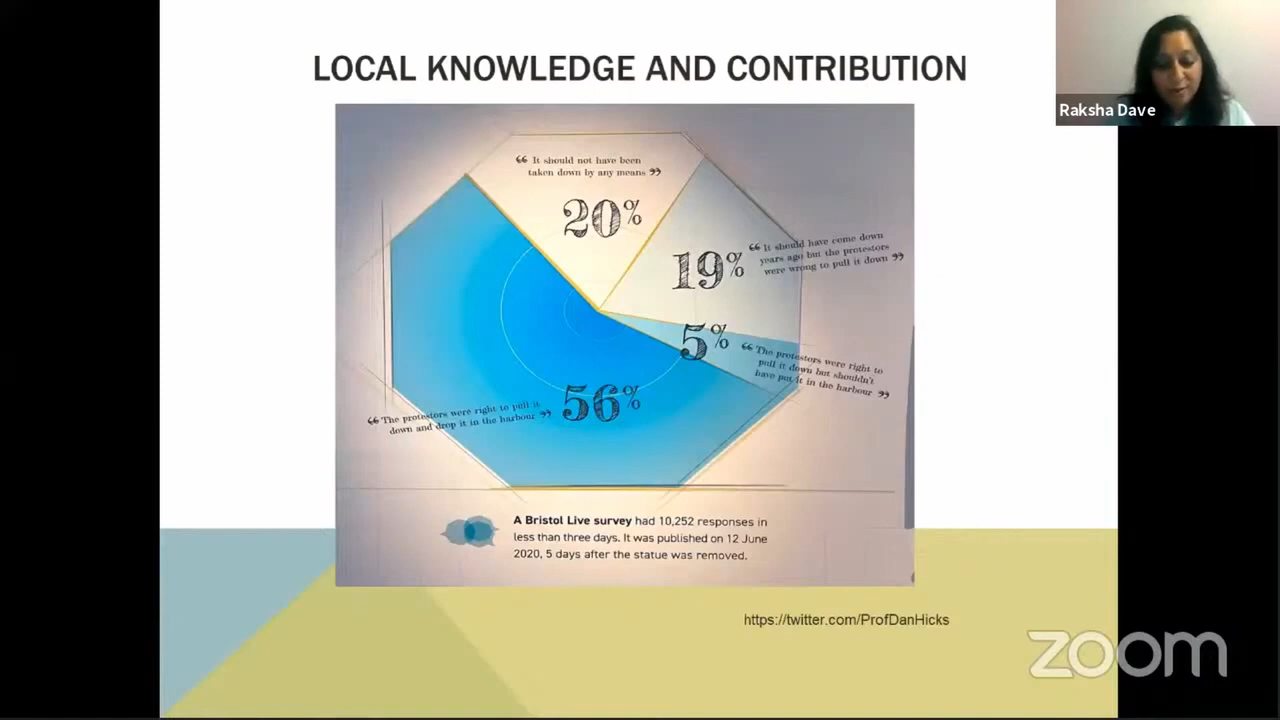 LOCAL KNOWLEDGE AND CONTRIBUTION
Raksha Dave
“ It should not have been
taken down by any means ”
20%
19%
“ It should have come down
years ago but the protestors
were wrong to pull it down ”
5%
“ The protestors were right to
pull it down but shouldn't
have put it in the harbour ”
56%
“ The protestors were right to pull it
down and drop it in the harbour ”
A Bristol Live survey had 10,252 responses in
less than three days. It was published on 12 June
2020, 5 days after the statue was removed.
https://twitter.com/ProfDanHicks
zoom